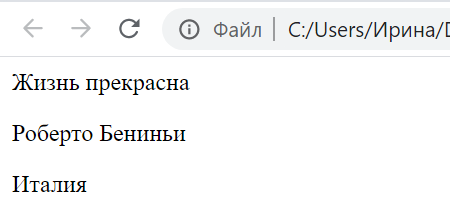 Файл C:/Users/Ирина/
Жизнь прекрасна
Роберто Бениньи
Италия